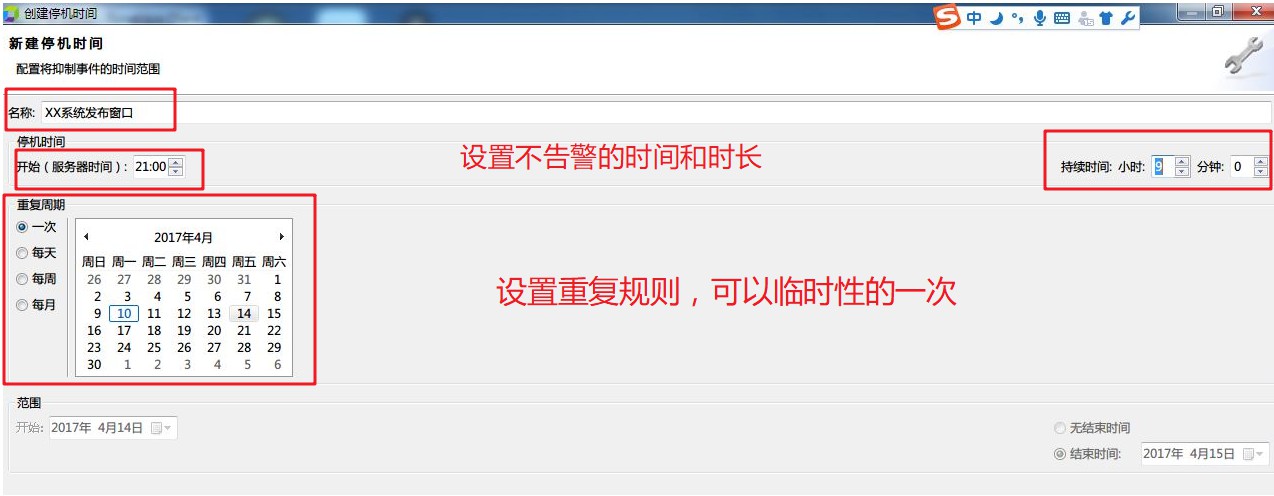 创建停机时间
中
新建停机时间
配置将抑制事件的时间范围
名称: XX系统发布窗口
停机时间
开始（服务器时间）: 21:00
设置不告警的时间和时长
持续时间: 小时: 9 分钟: 0
重复周期
一次
每天
每周
每月
2017年4月
周日 周一 周二 周三 周四 周五 周六
26 27 28 29 30 31 1
2 3 4 5 6 7 8
9 10 11 12 13 14 15
16 17 18 19 20 21 22
23 24 25 26 27 28 29
30 1 2 3 4 5 6
设置重复规则，可以临时性的一次
范围
开始: 2017年 4月14日
无结束时间
结束时间: 2017年 4月15日